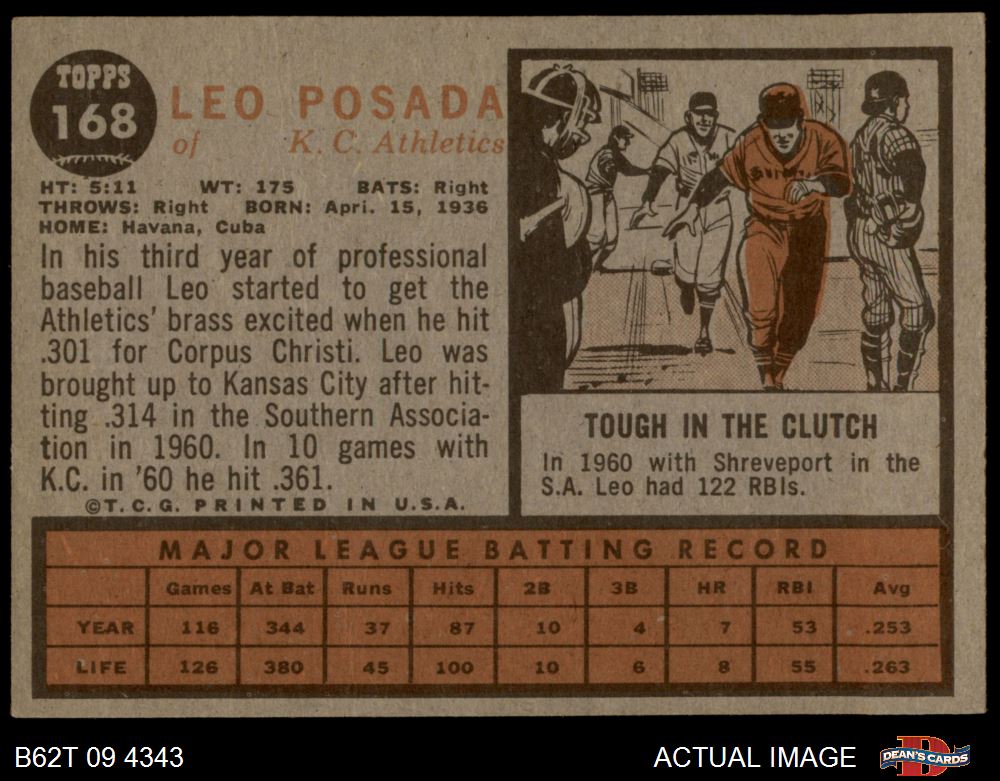 TOPPS
168
LEO POSADA
of K. C. Athletics
HT: 5:11 WT: 175 BATS: Right
THROWS: Right BORN: Apri. 15, 1936
HOME: Havana, Cuba
In his third year of professional
baseball Leo started to get the
Athletics' brass excited when he hit
.301 for Corpus Christi. Leo was
brought up to Kansas City after hit-
ting .314 in the Southern Associa-
tion in 1960. In 10 games with
K.C. in '60 he hit .361.
©T.C.G. PRINTED IN U.S.A.
TOUGH IN THE CLUTCH
In 1960 with Shreveport in the
S.A. Leo had 122 RBIs.
MAJOR LEAGUE BATTING RECORD
Games At Bat Runs Hits 2B 3B HR RBI Avg
YEAR 116 344 37 87 10 4 7 53 .253
LIFE 126 380 45 100 10 6 8 55 .263
B62T 09 4343
ACTUAL IMAGE
DEAN'S CARDS